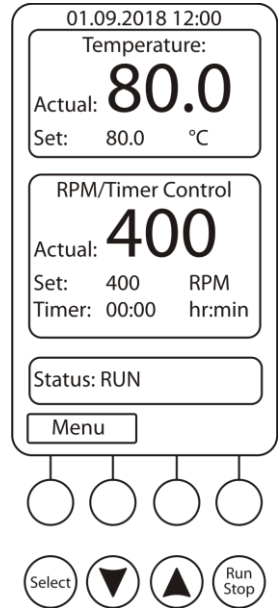 01.09.2018 12:00
Temperature:
Actual: 80.0
Set: 80.0 °C
RPM/Timer Control
Actual: 400
Set: 400 RPM
Timer: 00:00 hr:min
Status: RUN
Menu
Select
Run
Stop